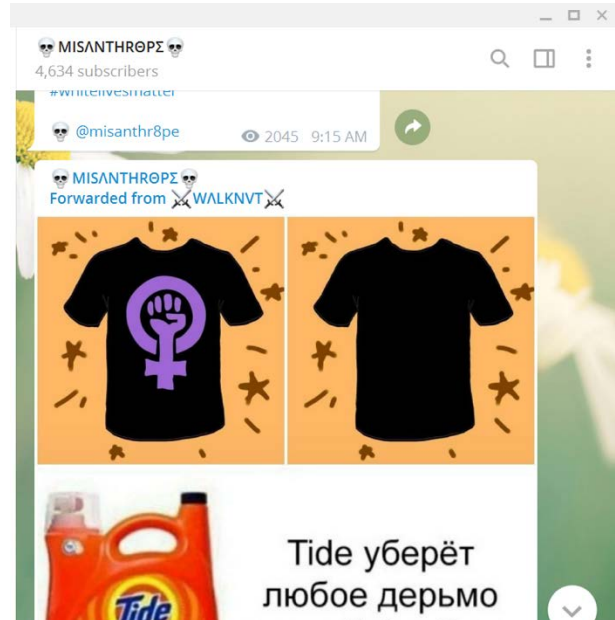 💀MISΛNTHRΘPΣ💀
4,634 subscribers
#whitelivesmatter
💀 @misanthr8pe
2045 9:15 AM
💀MISΛNTHRΘPΣ💀
Forwarded from ⚔WΛLKNVT⚔
Tide уберёт
любое дерьмо
Tide